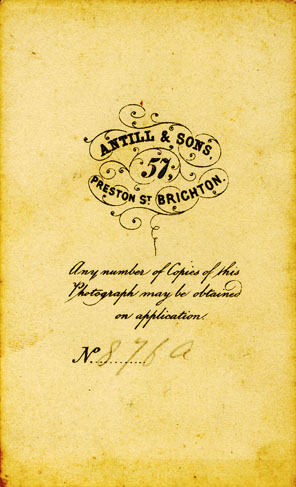 ANTILL & SONS.
57,
PRESTON ST BRIGHTON.
Any number of Copies of this
Photograph may be obtained
on application.
No. 876a